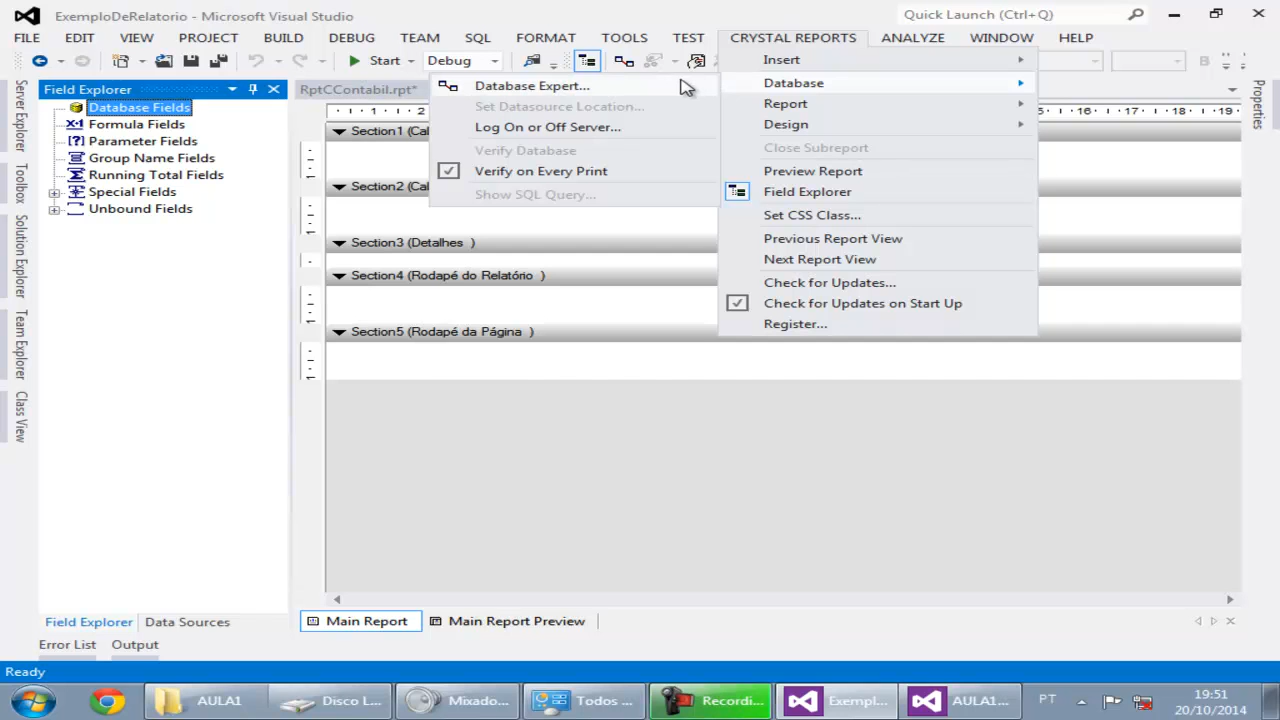 ExemploDeRelatorio - Microsoft Visual Studio
Quick Launch (Ctrl+Q)
FILE EDIT VIEW PROJECT BUILD DEBUG TEAM SQL FORMAT TOOLS TEST CRYSTAL REPORTS ANALYZE WINDOW HELP
Start Debug
Insert
Database
Report
Design
Close Subreport
Preview Report
Field Explorer
Set CSS Class...
Previous Report View
Next Report View
Check for Updates...
Check for Updates on Start Up
Register...
Database Expert...
Set Datasource Location...
Log On or Off Server...
Verify Database
Verify on Every Print
Show SQL Query...
Server Explorer
Toolbox
Solution Explorer
Team Explorer
Class View
Field Explorer
Database Fields
Formula Fields
Parameter Fields
Group Name Fields
Running Total Fields
Special Fields
Unbound Fields
RptCContabil.rpt*
Properties
1
15 16 17 18 19
Section1 (Cal
Section2 (Cal
Section3 (Detalhes )
Section4 (Rodapé do Relatório )
Section5 (Rodapé da Página )
Field Explorer Data Sources
Main Report Main Report Preview
Error List Output
Ready
AULA1 Disco L... Mixado... Todos ... Recordi... Exempl... AULA1... PT
19:51
20/10/2014